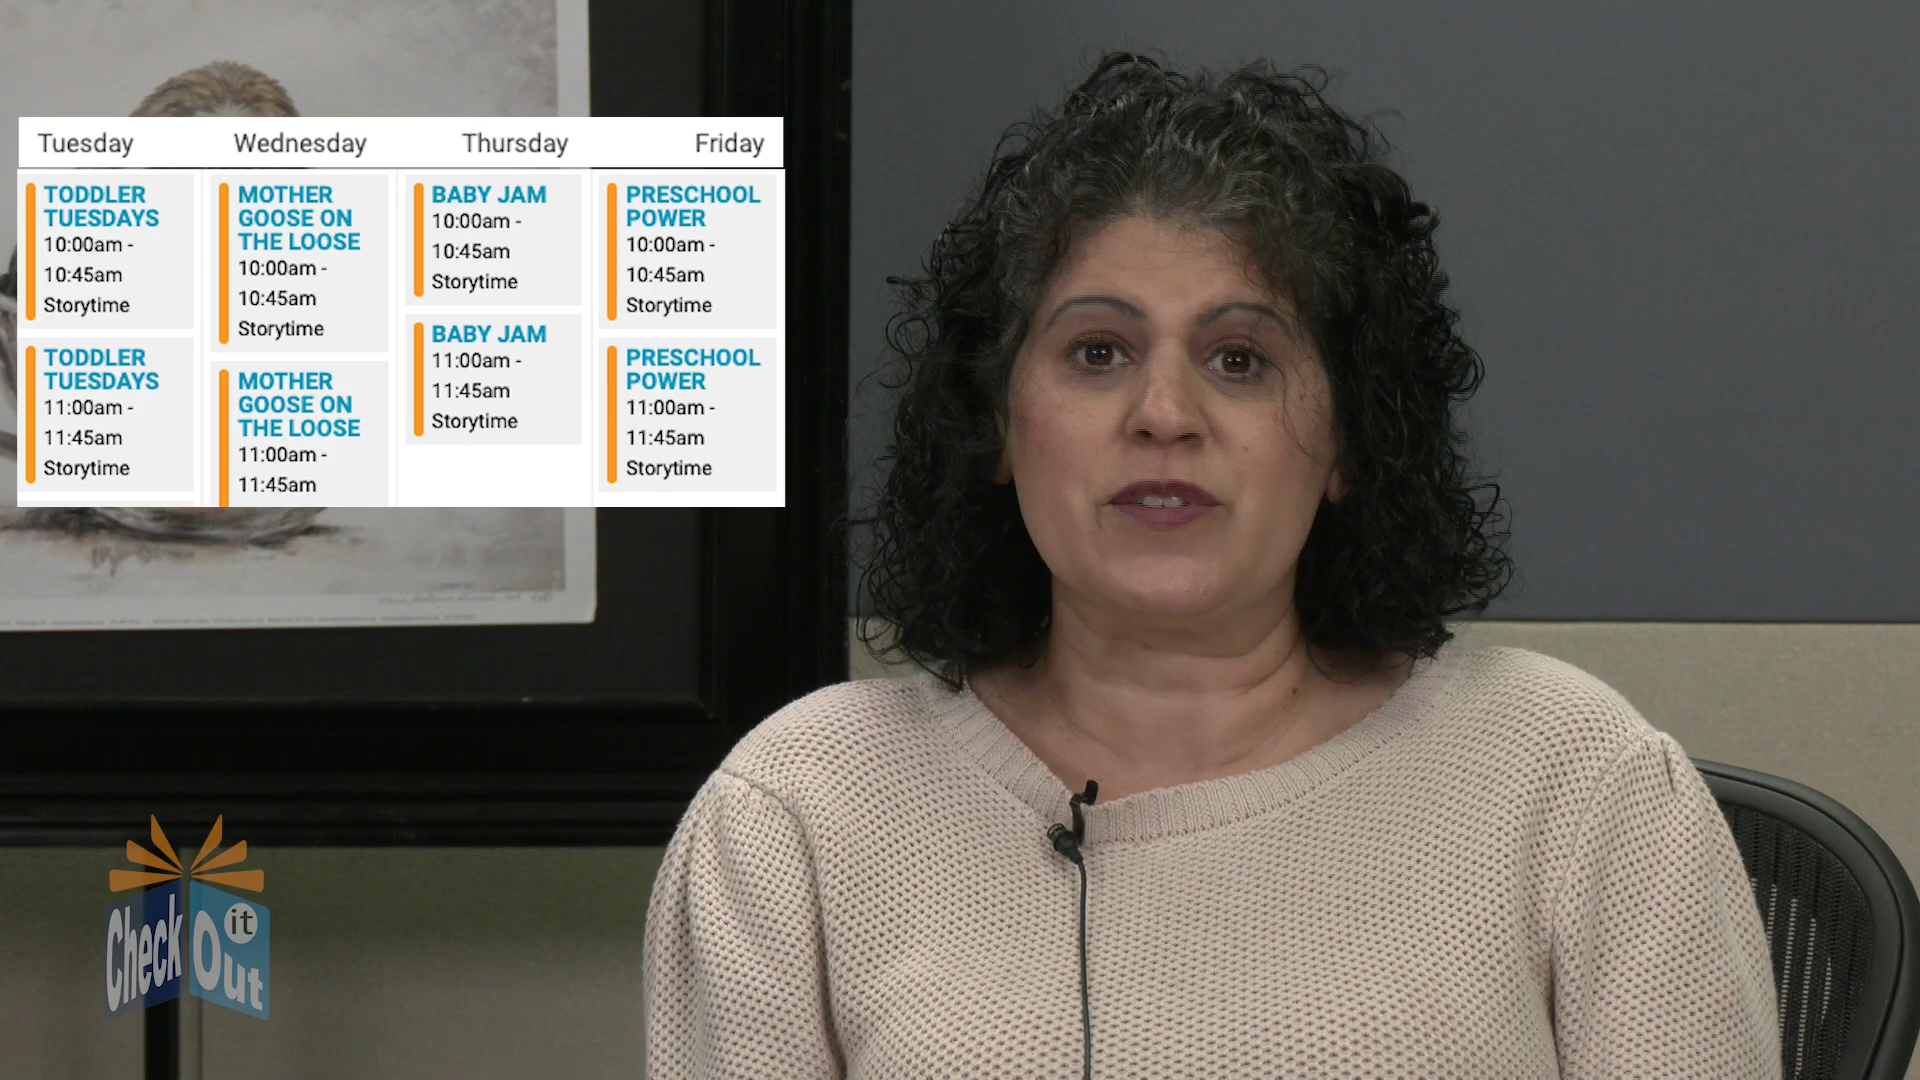 Tuesday Wednesday Thursday Friday
TODDLER
TUESDAYS
10:00am -
10:45am
Storytime
TODDLER
TUESDAYS
11:00am -
11:45am
Storytime
MOTHER
GOOSE ON
THE LOOSE
10:00am -
10:45am
Storytime
MOTHER
GOOSE ON
THE LOOSE
11:00am -
11:45am
BABY JAM
10:00am -
10:45am
Storytime
BABY JAM
11:00am -
11:45am
Storytime
PRESCHOOL
POWER
10:00am -
10:45am
Storytime
PRESCHOOL
POWER
11:00am -
11:45am
Storytime
Check it Out